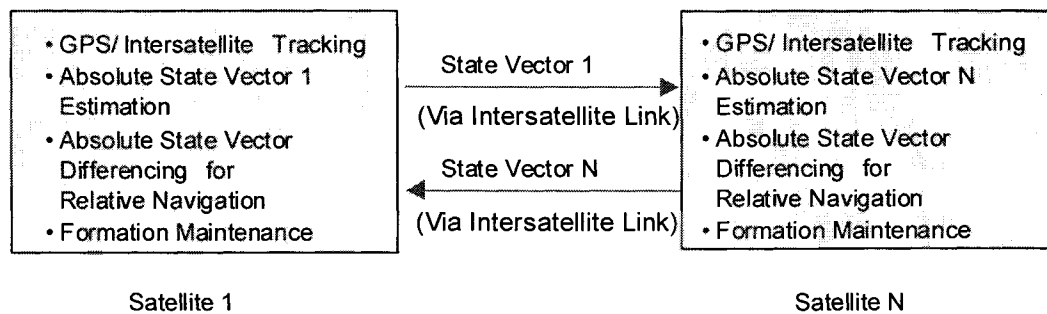 • GPS/ Intersatellite Tracking
• Absolute State Vector 1
Estimation
• Absolute State Vector
Differencing for
Relative Navigation
• Formation Maintenance
State Vector 1
(Via Intersatellite Link)
State Vector N
(Via Intersatellite Link)
• GPS/ Intersatellite Tracking
• Absolute State Vector N
Estimation
• Absolute State Vector
Differencing for
Relative Navigation
• Formation Maintenance
Satellite 1
Satellite N